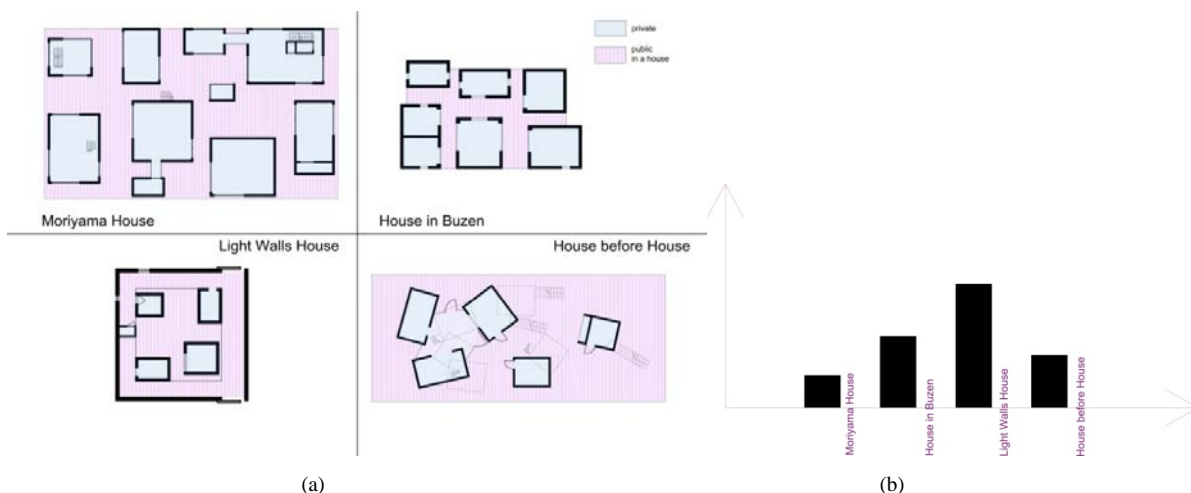 private
public
in a house
Moriyama House
House in Buzen
Light Walls House
House before House
Moriyama House
House in Buzen
Light Walls House
House before House
(a)
(b)